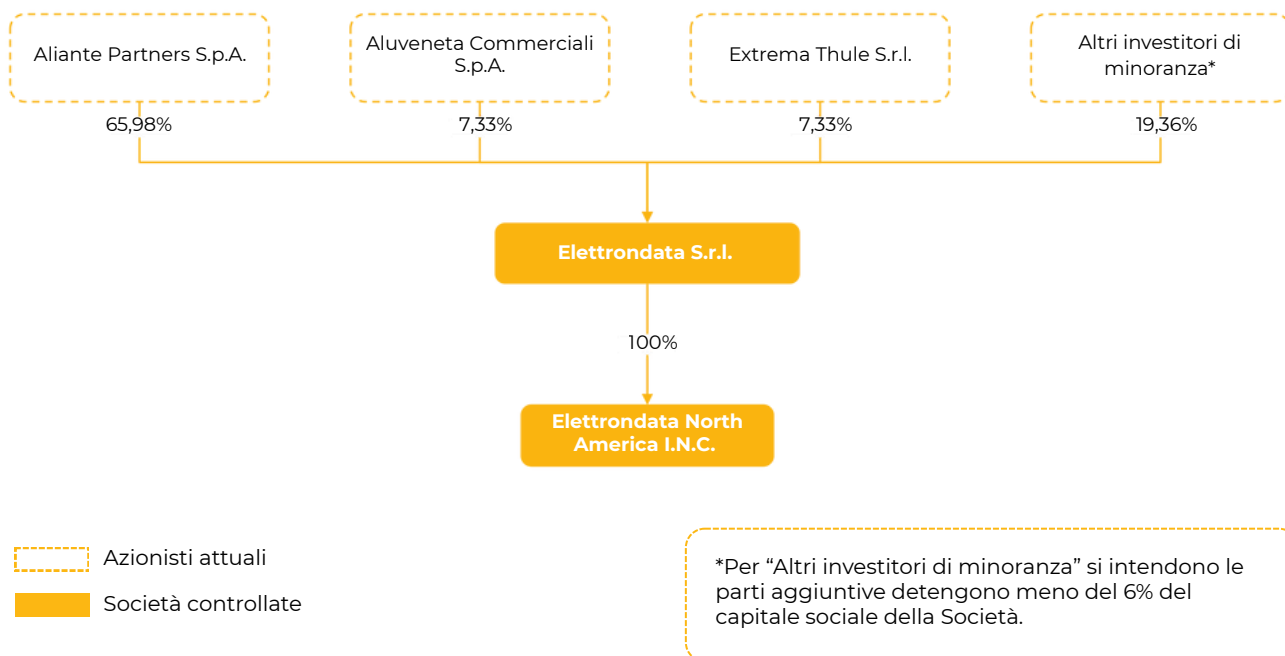 Aliante Partners S.p.A.
Aluveneta Commerciali
S.p.A.
Extrema Thule S.r.l.
Altri investitori di
minoranza*
65,98%
7,33%
7,33%
19,36%
Elettrondata S.r.l.
100%
Elettrondata North
America I.N.C.
Azionisti attuali
Società controllate
*Per “Altri investitori di minoranza” si intendono le
parti aggiuntive detengono meno del 6% del
capitale sociale della Società.